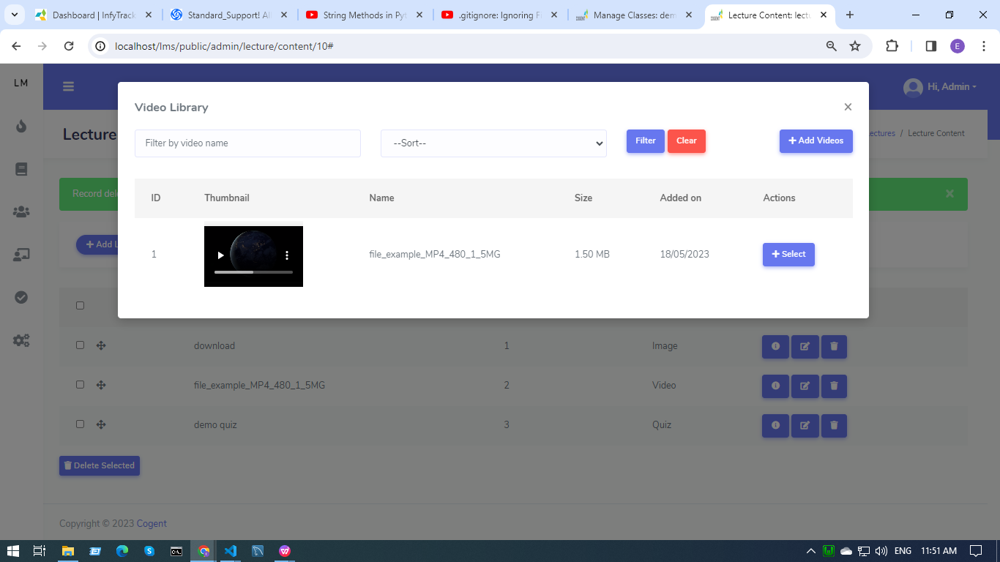 Dashboard | InfyTrack
Standard_Support! All
String Methods in Pyt
.gitignore: Ignoring Fi
Manage Classes: dem
Lecture Content: lectu
localhost/lms/public/admin/lecture/content/10#
E
LM
Hi, Admin
Video Library
Lecture
Lectures / Lecture Content
Filter by video name
--Sort--
Filter
Clear
Add Videos
Record dele
ID Thumbnail Name Size Added on Actions
Add L
1 file_example_MP4_480_1_5MG 1.50 MB 18/05/2023 Select
download 1 Image
file_example_MP4_480_1_5MG 2 Video
demo quiz 3 Quiz
Delete Selected
Copyright © 2023 Cogent
ENG 11:51 AM